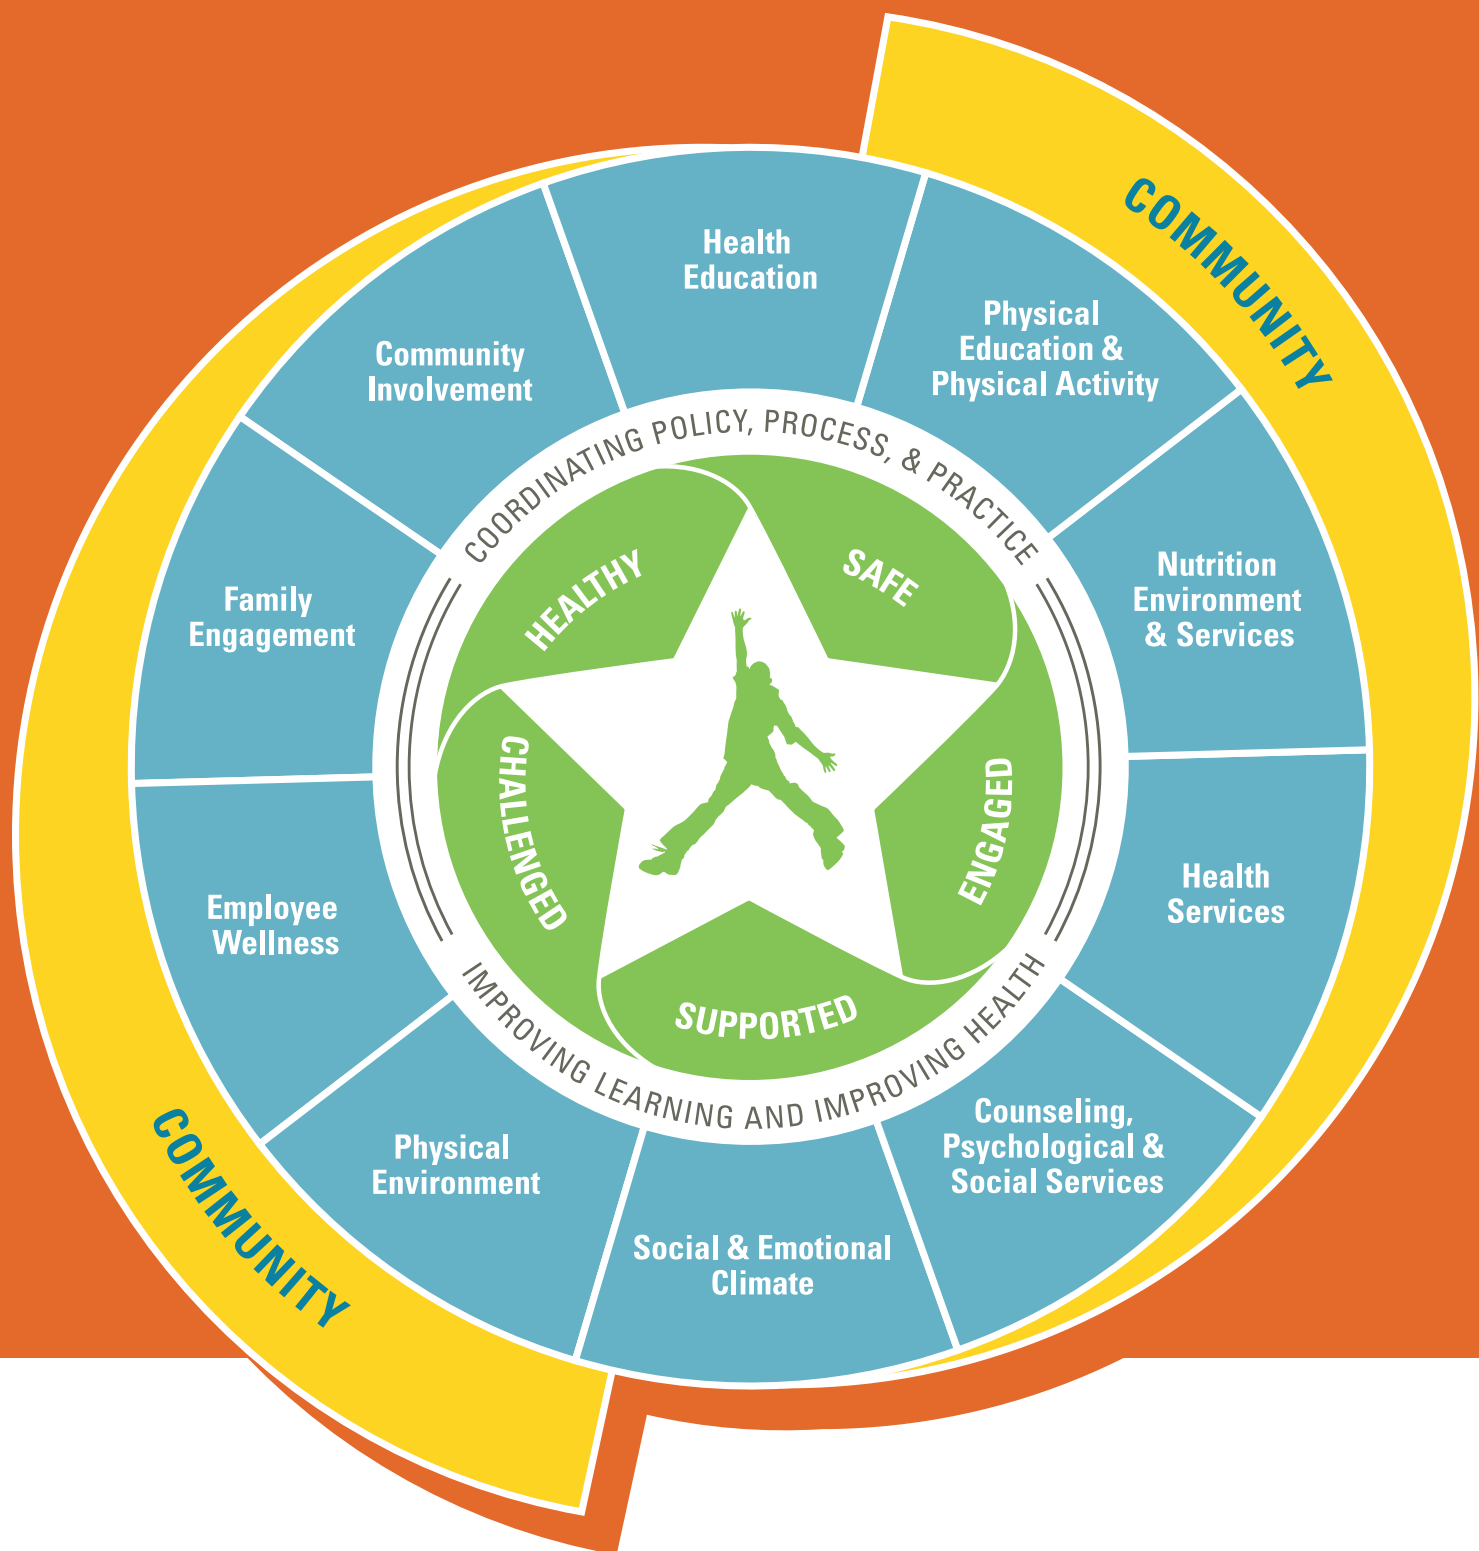 COMMUNITY
Health
Education
Physical
Education &
Physical Activity
Nutrition
Environment
& Services
Health
Services
Counseling,
Psychological &
Social Services
Social & Emotional
Climate
Physical
Environment
Employee
Wellness
Family
Engagement
Community
Involvement
COORDINATING POLICY, PROCESS, & PRACTICE
IMPROVING LEARNING AND IMPROVING HEALTH
HEALTHY
SAFE
ENGAGED
SUPPORTED
CHALLENGED
COMMUNITY